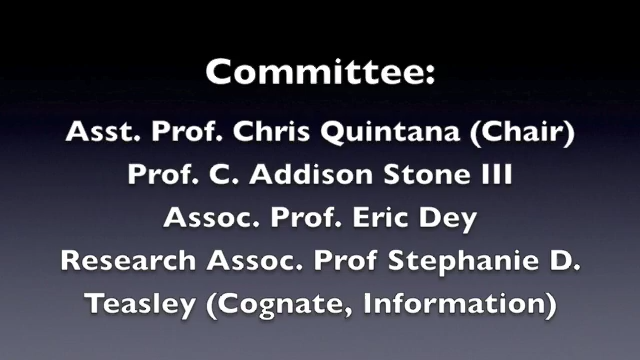 Committee:
Asst. Prof. Chris Quintana (Chair)
Prof. C. Addison Stone III
Assoc. Prof. Eric Dey
Research Assoc. Prof Stephanie D.
Teasley (Cognate, Information)